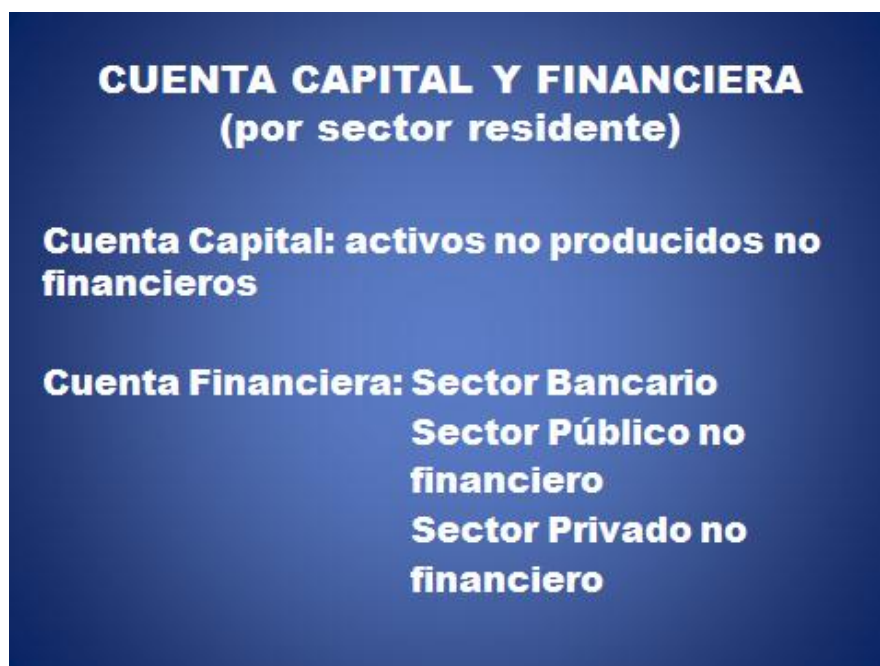 CUENTA CAPITAL Y FINANCIERA
(por sector residente)
Cuenta Capital: activos no producidos no
financieros
Cuenta Financiera: Sector Bancario
Sector Público no
financiero
Sector Privado no
financiero